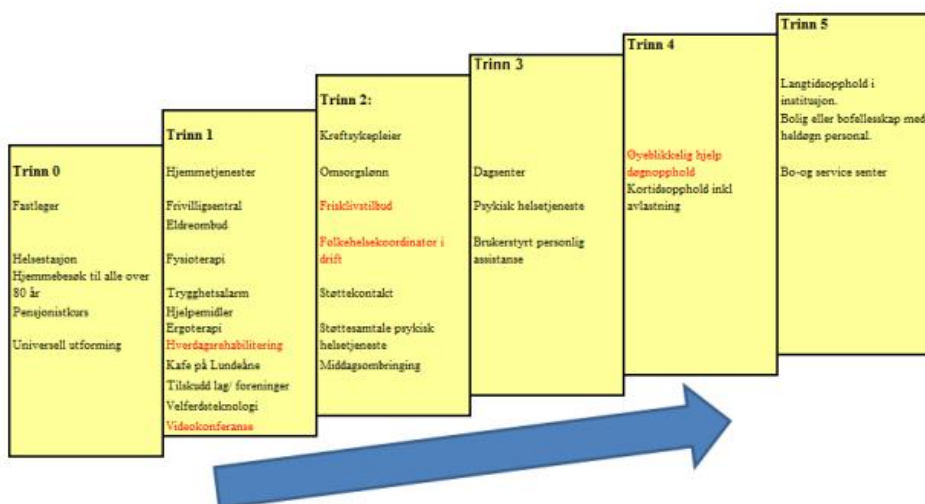 Trinn 0
Fastleger
Helsestasjon
Hjemmebesøk til alle over
80 år
Pensjonistkurs
Universell utforming
Trinn 1
Hjemmetjenester
Frivilligsentral
Eldreombud
Fysioterapi
Trygghetsalarm
Hjelpemidler
Ergoterapi
Hverdagsrehabilitering
Kafe på Lundeåne
Tilskudd lag/ foreninger
Velferdsteknologi
Videokonferanse
Trinn 2:
Kreftsykepleier
Omsorgslønn
Frisklivstilbud
Folkehelsekoordinator i
drift
Støttekontakt
Støttesamtale psykisk
helsetjeneste
Middagsombringing
Trinn 3
Dagsenter
Psykisk helsetjeneste
Brukerstyrt personlig
assistanse
Trinn 4
Øyeblikkelig hjelp
døgnopphold
Kortidsopphold inkl
avlastning
Trinn 5
Langtidsopphold i
institusjon.
Bolig eller bofellesskap med
heldøgn personal.
Bo-og service senter